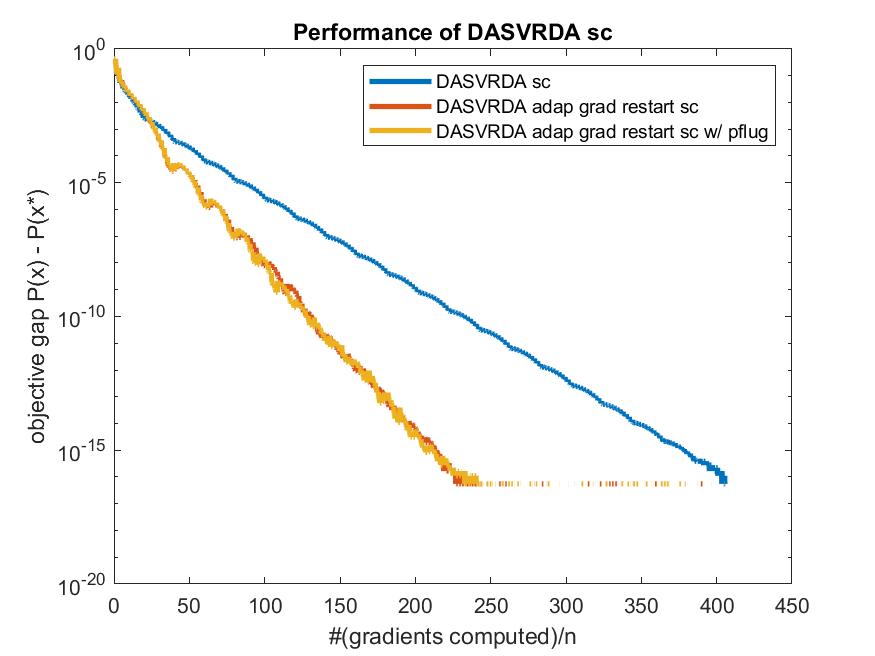 Performance of DASVRDA sc
DASVRDA sc
DASVRDA adap grad restart sc
DASVRDA adap grad restart sc w/ pflug
objective gap P(x) - P(x*)
10^0
10^-5
10^-10
10^-15
10^-20
0 50 100 150 200 250 300 350 400 450
#(gradients computed)/n